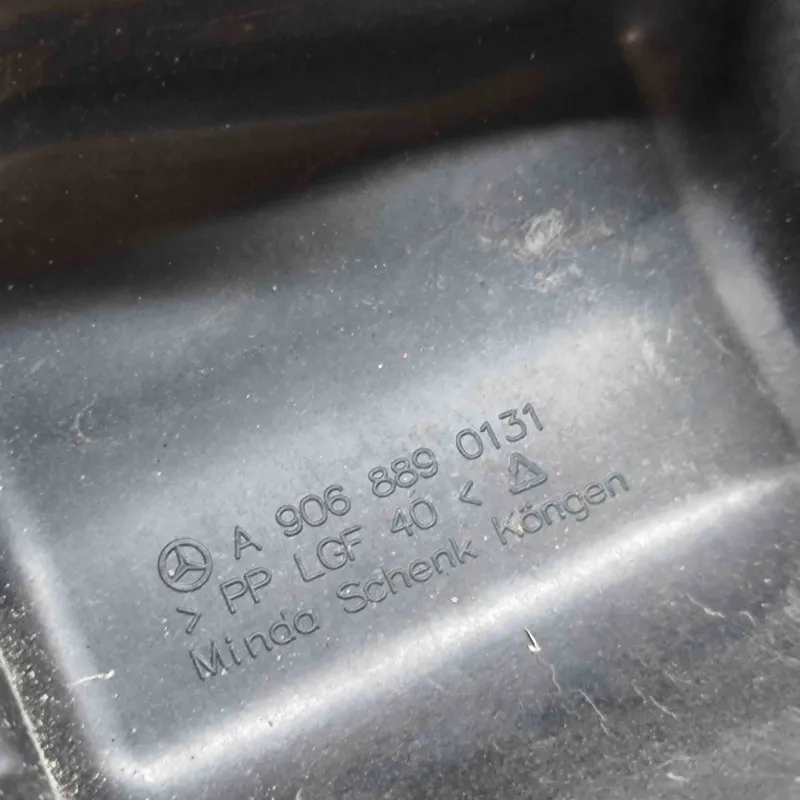 A 906 889 0131
> PP LGF 40 <
Minda Schenk Köngen